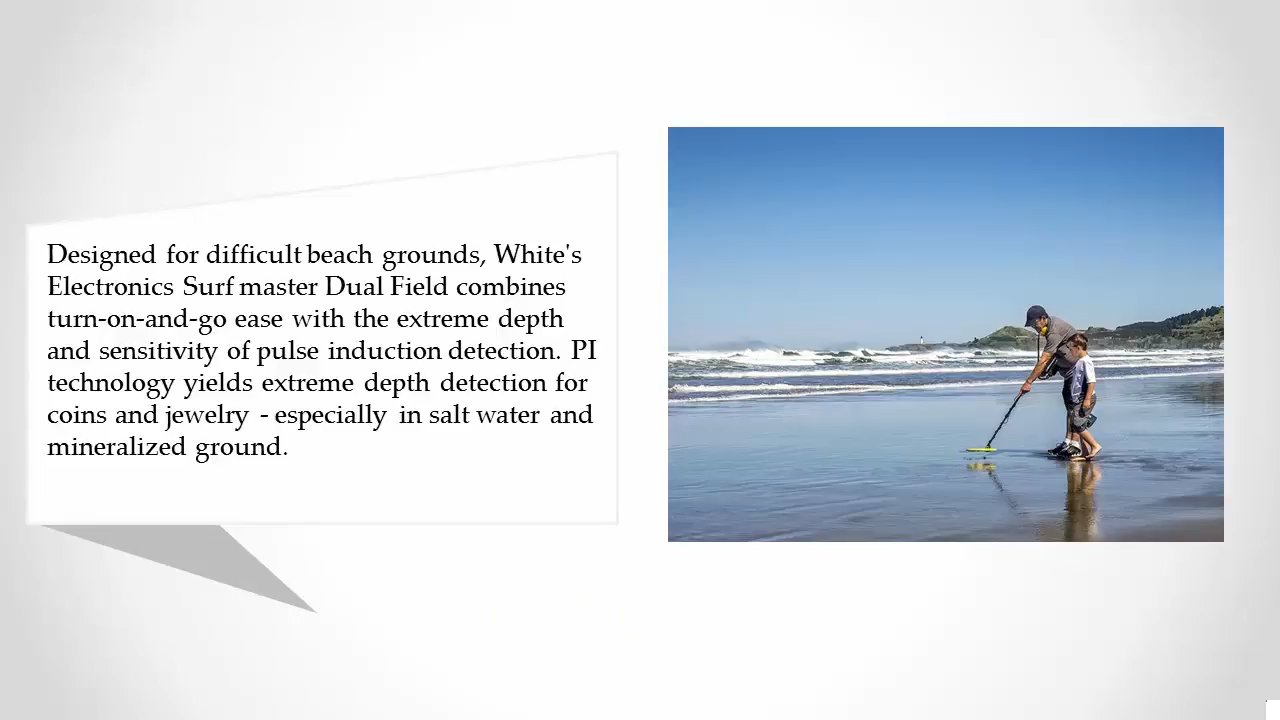 Designed for difficult beach grounds, White's
Electronics Surf master Dual Field combines
turn-on-and-go ease with the extreme depth
and sensitivity of pulse induction detection. PI
technology yields extreme depth detection for
coins and jewelry - especially in salt water and
mineralized ground.